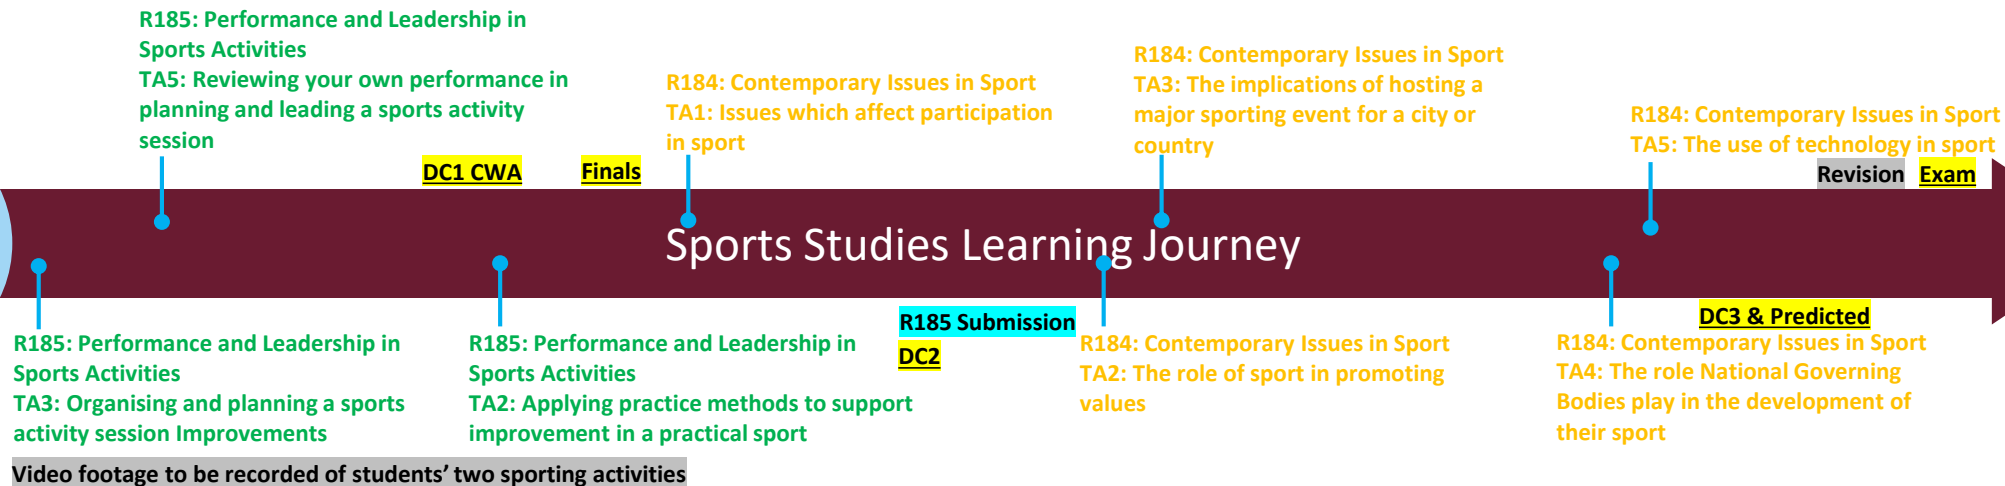 R185: Performance and Leadership in
Sports Activities
TA5: Reviewing your own performance in
planning and leading a sports activity
session
DC1 CWA
Finals
R184: Contemporary Issues in Sport
TA1: Issues which affect participation
in sport
R184: Contemporary Issues in Sport
TA3: The implications of hosting a
major sporting event for a city or
country
R184: Contemporary Issues in Sport
TA5: The use of technology in sport
Revision
Exam
Sports Studies Learning Journey
R185: Performance and Leadership in
Sports Activities
TA3: Organising and planning a sports
activity session Improvements
Video footage to be recorded of students' two sporting activities
R185: Performance and Leadership in
Sports Activities
TA2: Applying practice methods to support
improvement in a practical sport
R185 Submission
DC2
R184: Contemporary Issues in Sport
TA2: The role of sport in promoting
values
DC3 & Predicted
R184: Contemporary Issues in Sport
TA4: The role National Governing
Bodies play in the development of
their sport